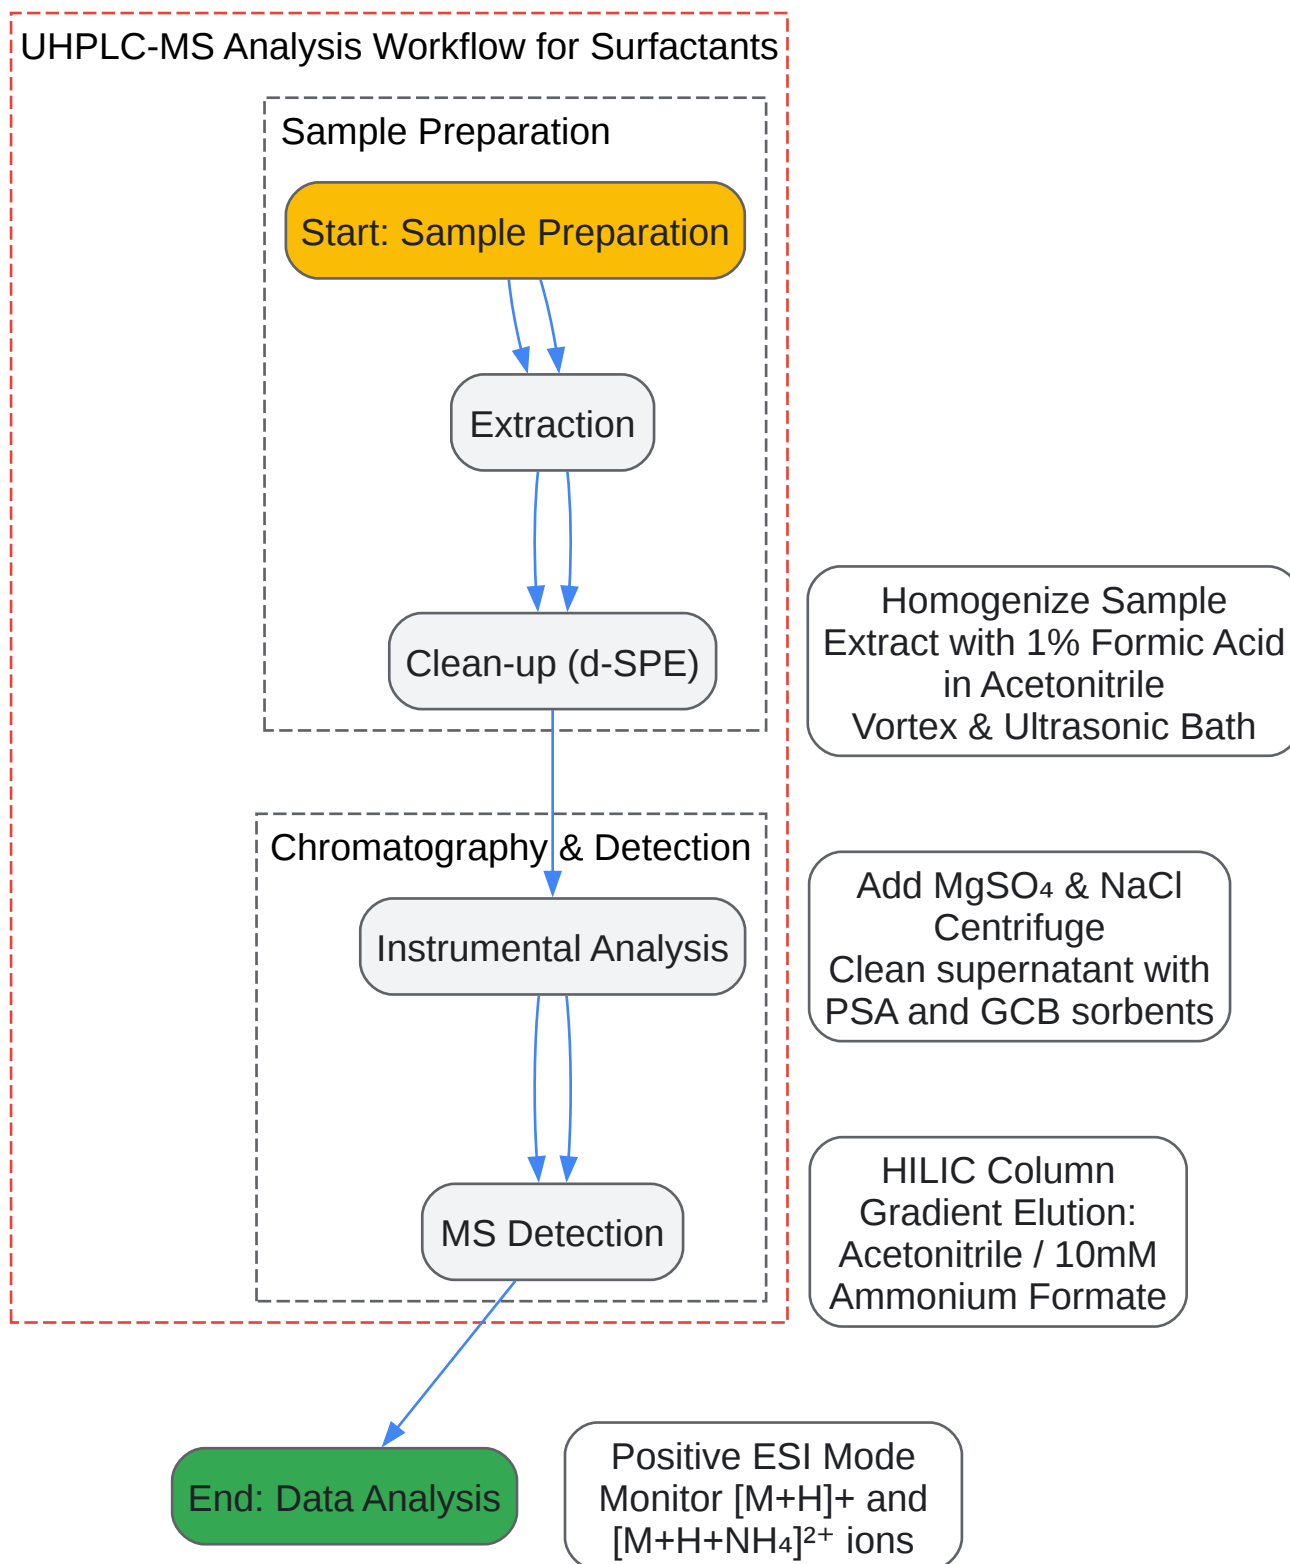 UHPLC-MS Analysis Workflow for Surfactants
Sample Preparation
Start: Sample Preparation
Extraction
Clean-up (d-SPE)
Homogenize Sample
Extract with 1% Formic Acid
in Acetonitrile
Vortex & Ultrasonic Bath
Chromatography & Detection
Instrumental Analysis
Add MgSO₄ & NaCl
Centrifuge
Clean supernatant with
PSA and GCB sorbents
MS Detection
HILIC Column
Gradient Elution:
Acetonitrile / 10mM
Ammonium Formate
End: Data Analysis
Positive ESI Mode
Monitor [M+H]+ and
[M+H+NH₄]²⁺ ions